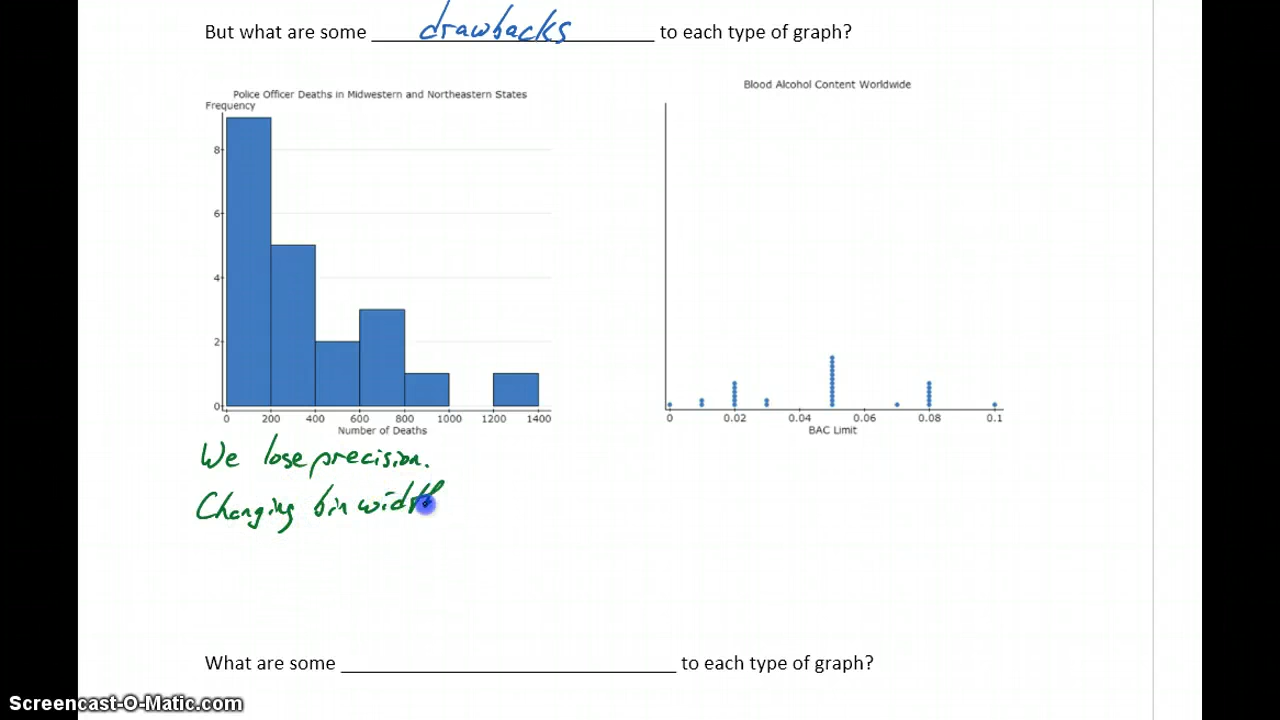 But what are some drawbacks to each type of graph?
Police Officer Deaths in Midwestern and Northeastern States
Frequency
8
6
4
2
0
0 200 400 600 800 1000 1200 1400
Number of Deaths
Blood Alcohol Content Worldwide
0 0.02 0.04 0.06 0.08 0.1
BAC Limit
We lose precision.
Changing bin width
What are some ______ to each type of graph?
Screencast-O-Matic.com